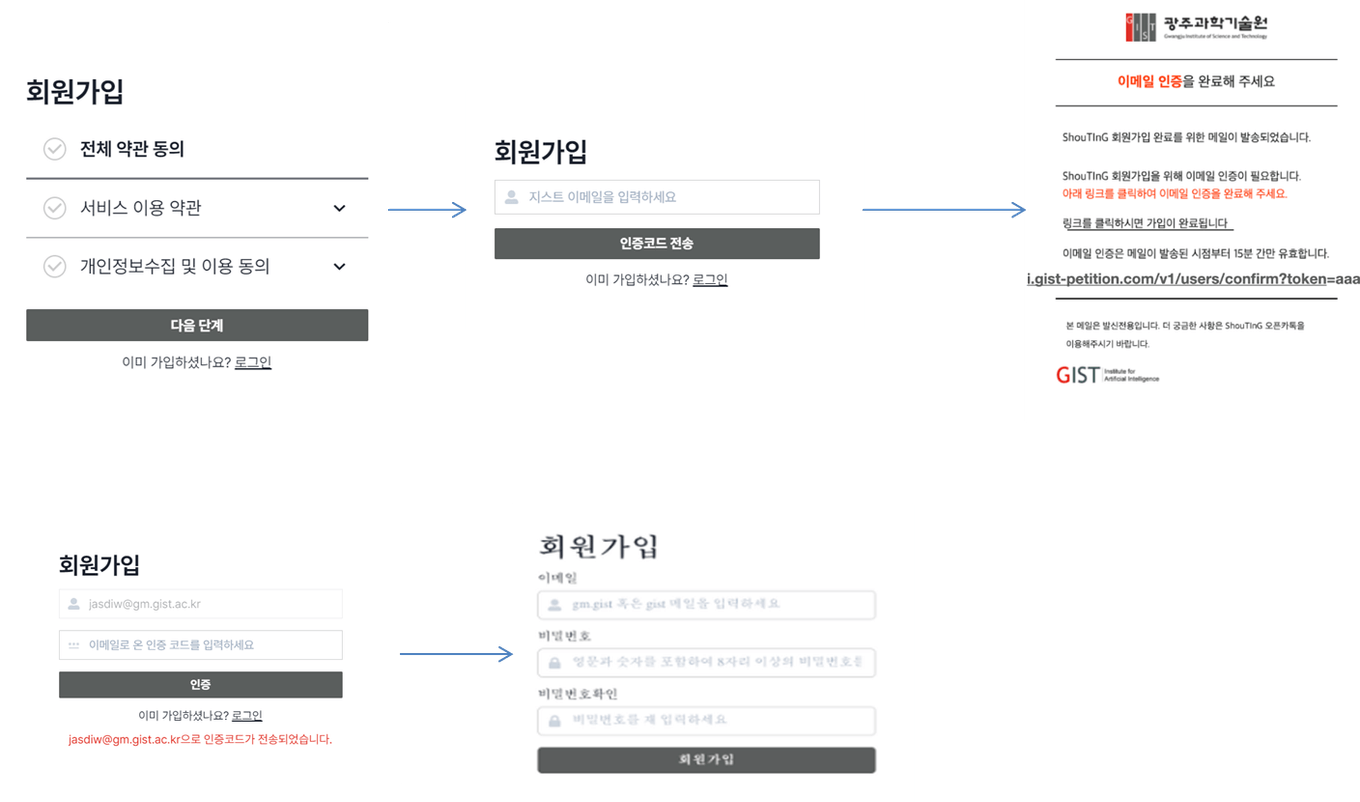 회원가입
전체 약관 동의
서비스 이용 약관
개인정보수집 및 이용 동의
다음 단계
이미 가입하셨나요? 로그인
회원가입
지스트 이메일을 입력하세요
인증코드 전송
이미 가입하셨나요? 로그인
GIST 광주과학기술원
Gwangju Institute of Science and Technology
이메일 인증을 완료해 주세요
ShouTInG 회원가입 완료를 위한 메일이 발송되었습니다.
ShouTInG 회원가입을 위해 이메일 인증이 필요합니다.
아래 링크를 클릭하여 이메일 인증을 완료해 주세요.
링크를 클릭하시면 가입이 완료됩니다
이메일 인증은 메일이 발송된 시점부터 15분 간만 유효합니다.
i.gist-petition.com/v1/users/confirm?token=aaa
본 메일은 발신전용입니다. 더 궁금한 사항은 ShouTInG 오픈카톡을
이용해주시기 바랍니다.
GIST Institute for
Artificial Intelligence
회원가입
jasdiw@gm.gist.ac.kr
이메일로 온 인증 코드를 입력하세요
인증
이미 가입하셨나요? 로그인
jasdiw@gm.gist.ac.kr으로 인증코드가 전송되었습니다.
회원가입
이메일
gm.gist 혹은 gist 메일을 입력하세요
비밀번호
영문과 숫자를 포함하여 8자리 이상의 비밀번호를
비밀번호확인
비밀번호를 재 입력하세요
회원가입